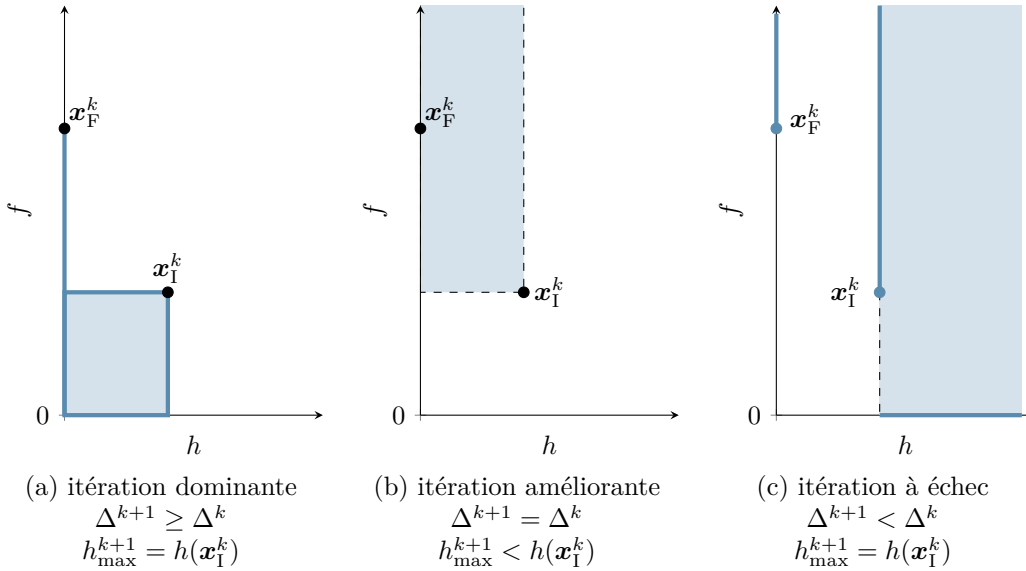 f
x_F^k
x_I^k
0
h
(a) itération dominante
Δ^{k+1} ≥ Δ^k
h_max^{k+1} = h(x_I^k)
f
x_F^k
x_I^k
0
h
(b) itération améliorante
Δ^{k+1} = Δ^k
h_max^{k+1} < h(x_I^k)
f
x_F^k
x_I^k
0
h
(c) itération à échec
Δ^{k+1} < Δ^k
h_max^{k+1} = h(x_I^k)